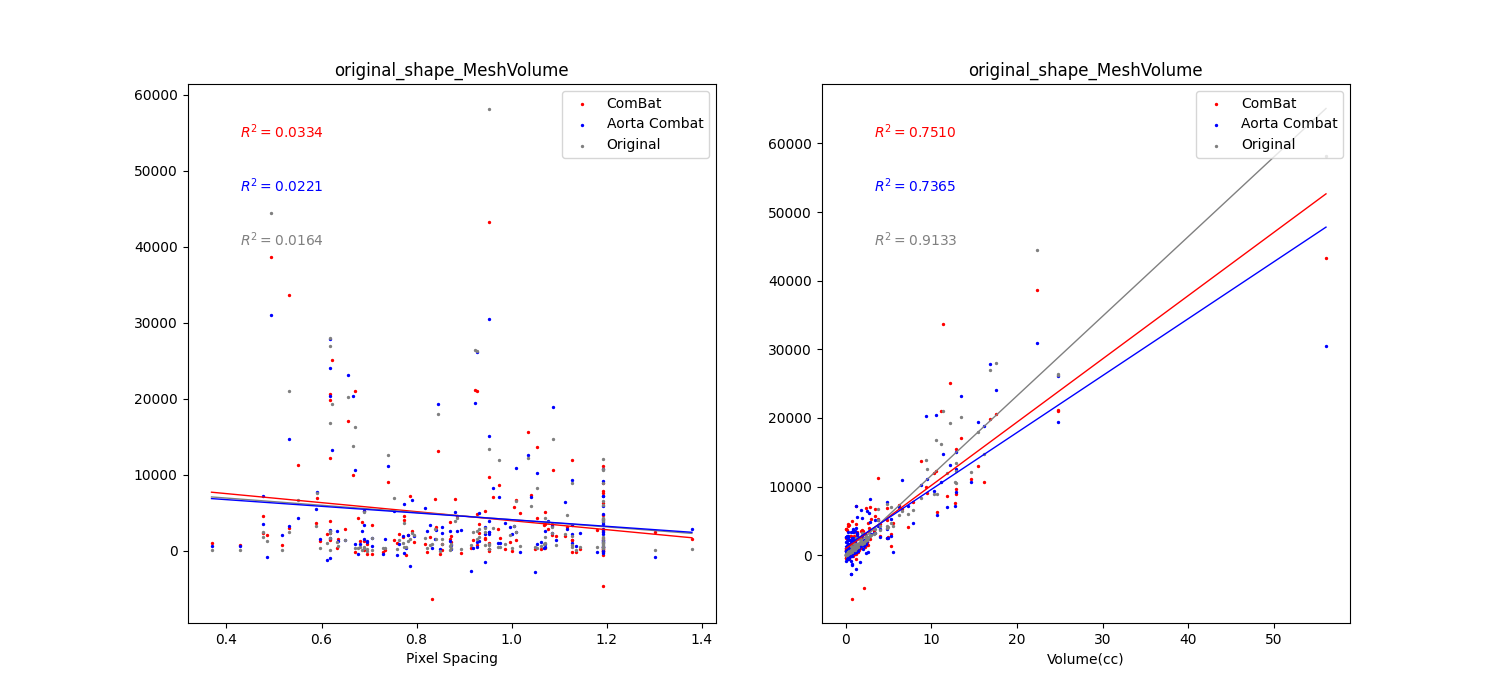 original_shape_MeshVolume
60000
50000
40000
30000
20000
10000
0
0.4
0.6
0.8
1.0
1.2
1.4
Pixel Spacing
ComBat
Aorta Combat
Original
R² = 0.0334
R² = 0.0221
R² = 0.0164
original_shape_MeshVolume
60000
50000
40000
30000
20000
10000
0
0
10
20
30
40
50
Volume(cc)
ComBat
Aorta Combat
Original
R² = 0.7510
R² = 0.7365
R² = 0.9133